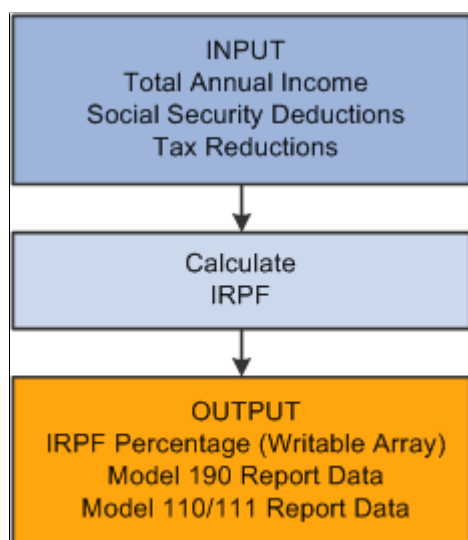 INPUT
Total Annual Income
Social Security Deductions
Tax Reductions
Calculate
IRPF
OUTPUT
IRPF Percentage (Writable Array)
Model 190 Report Data
Model 110/111 Report Data